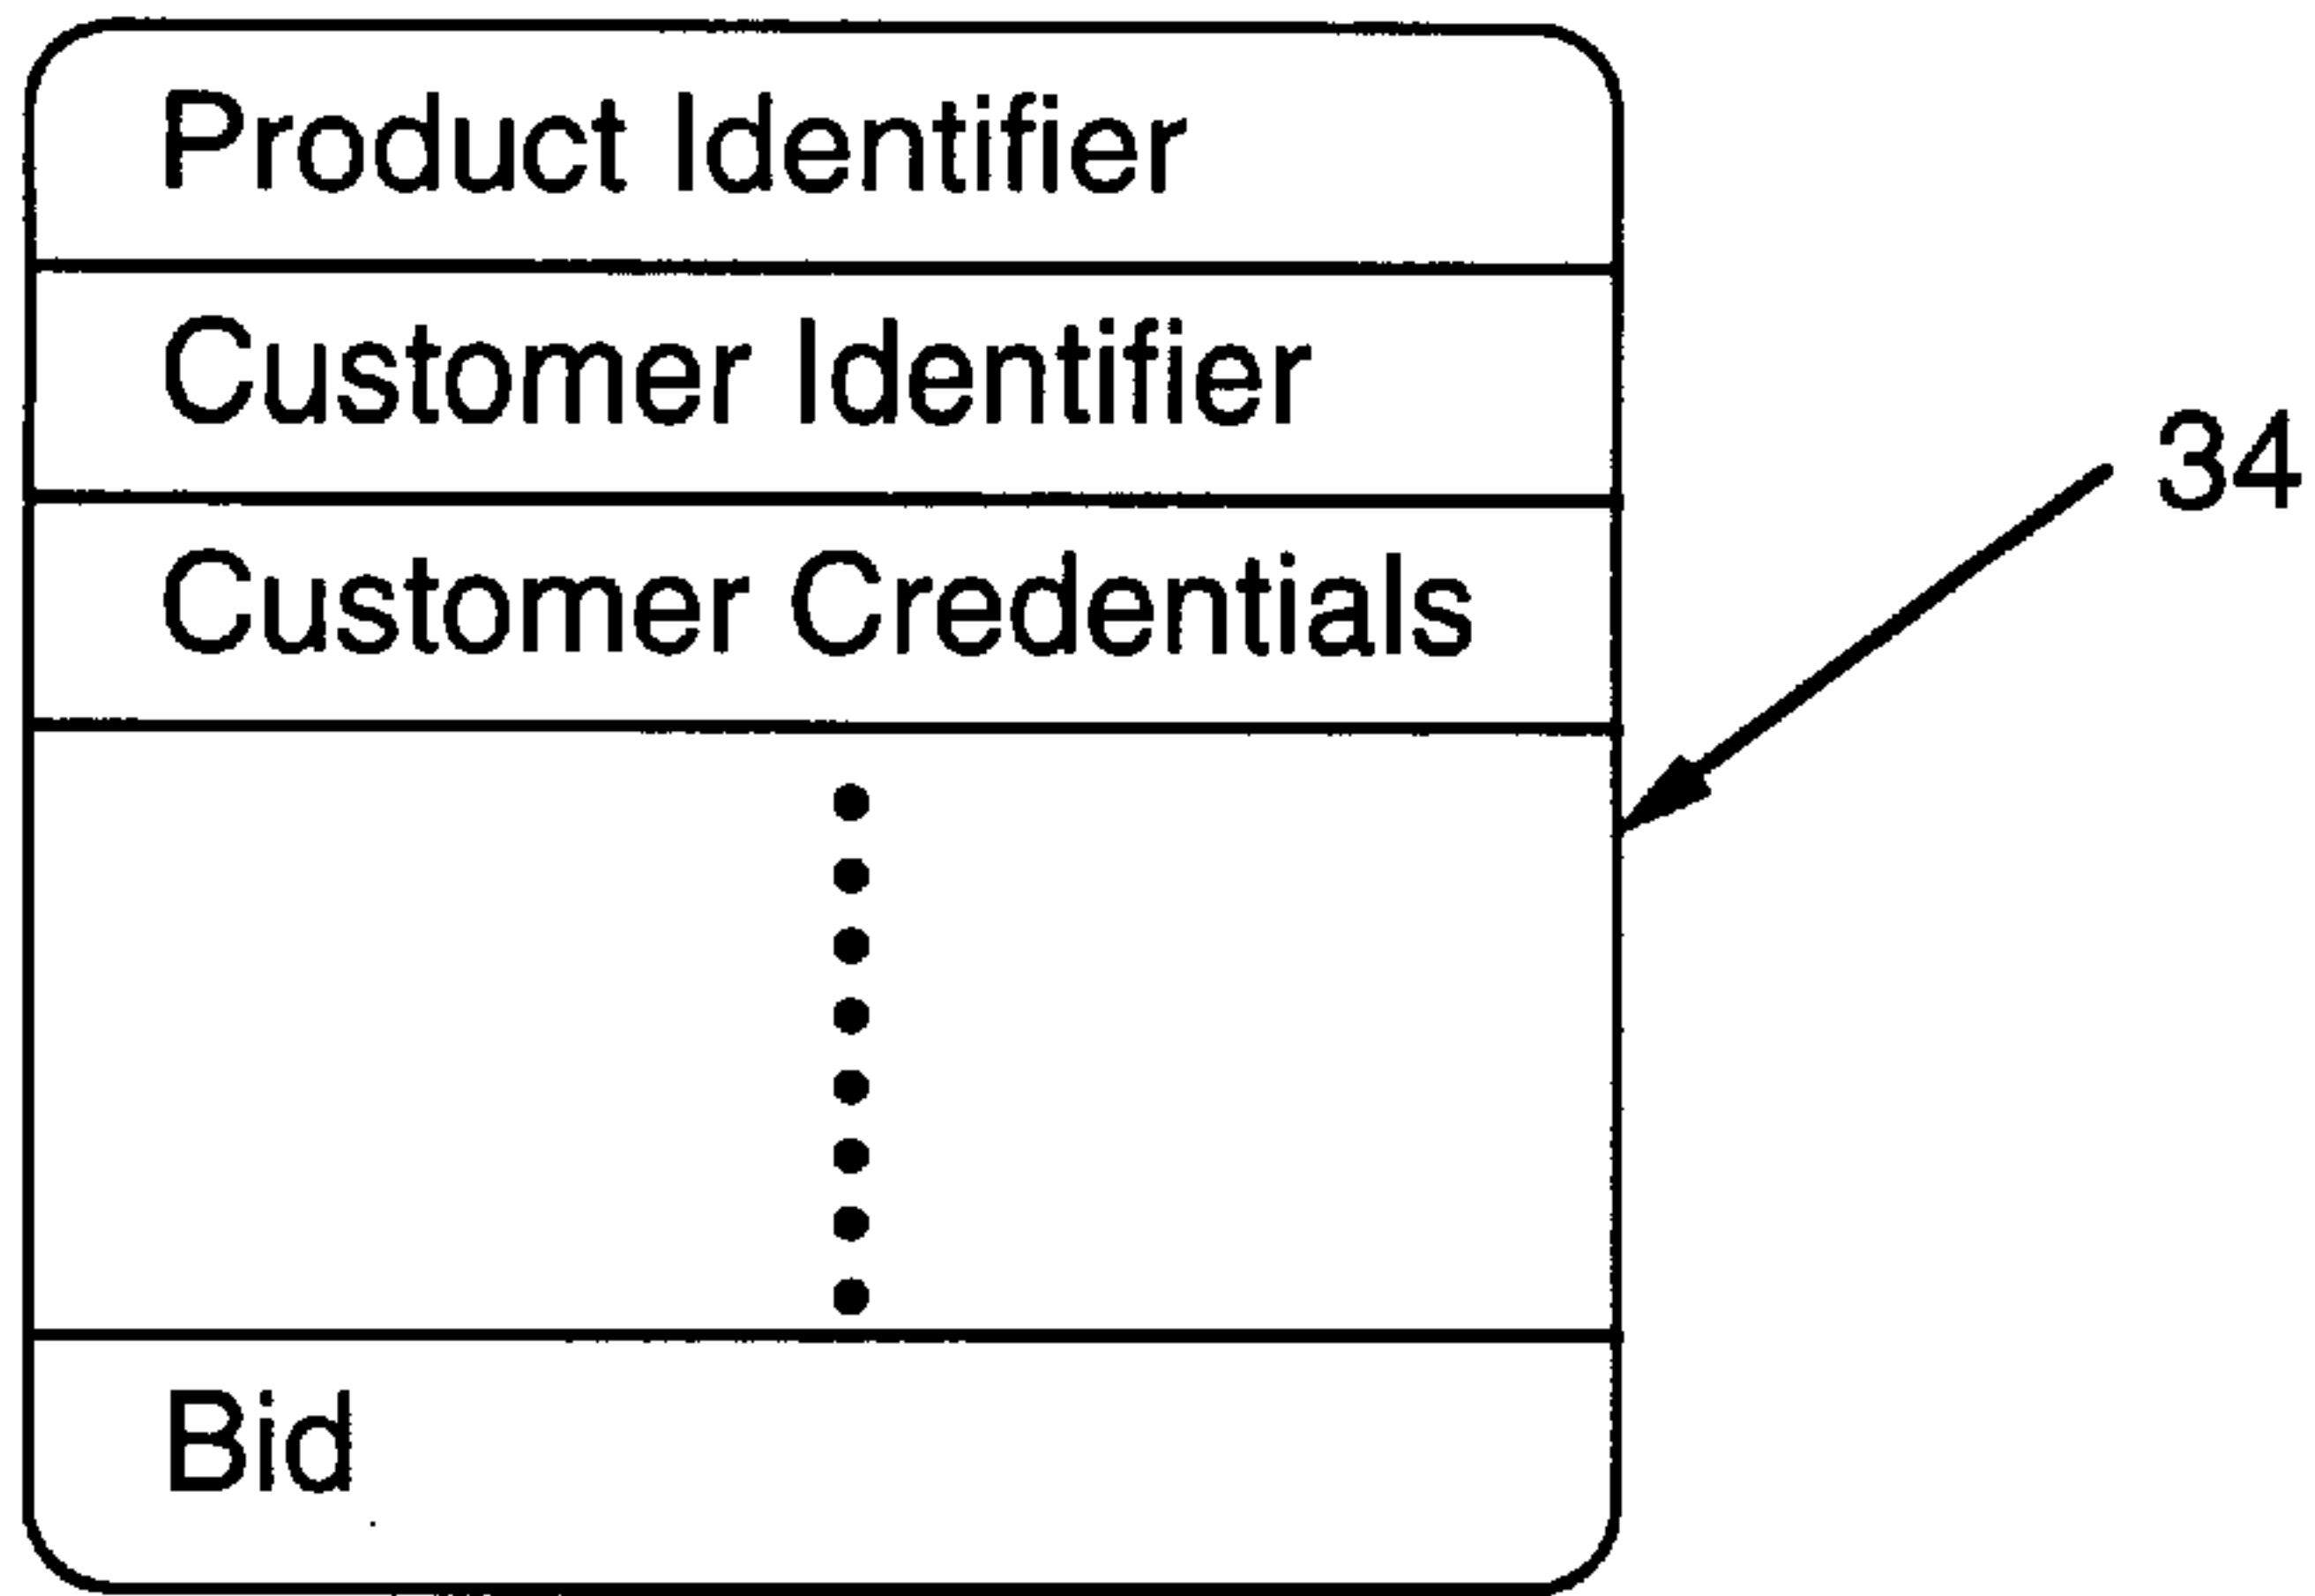 Product Identifier
Customer Identifier
34
Customer Credentials
Bid